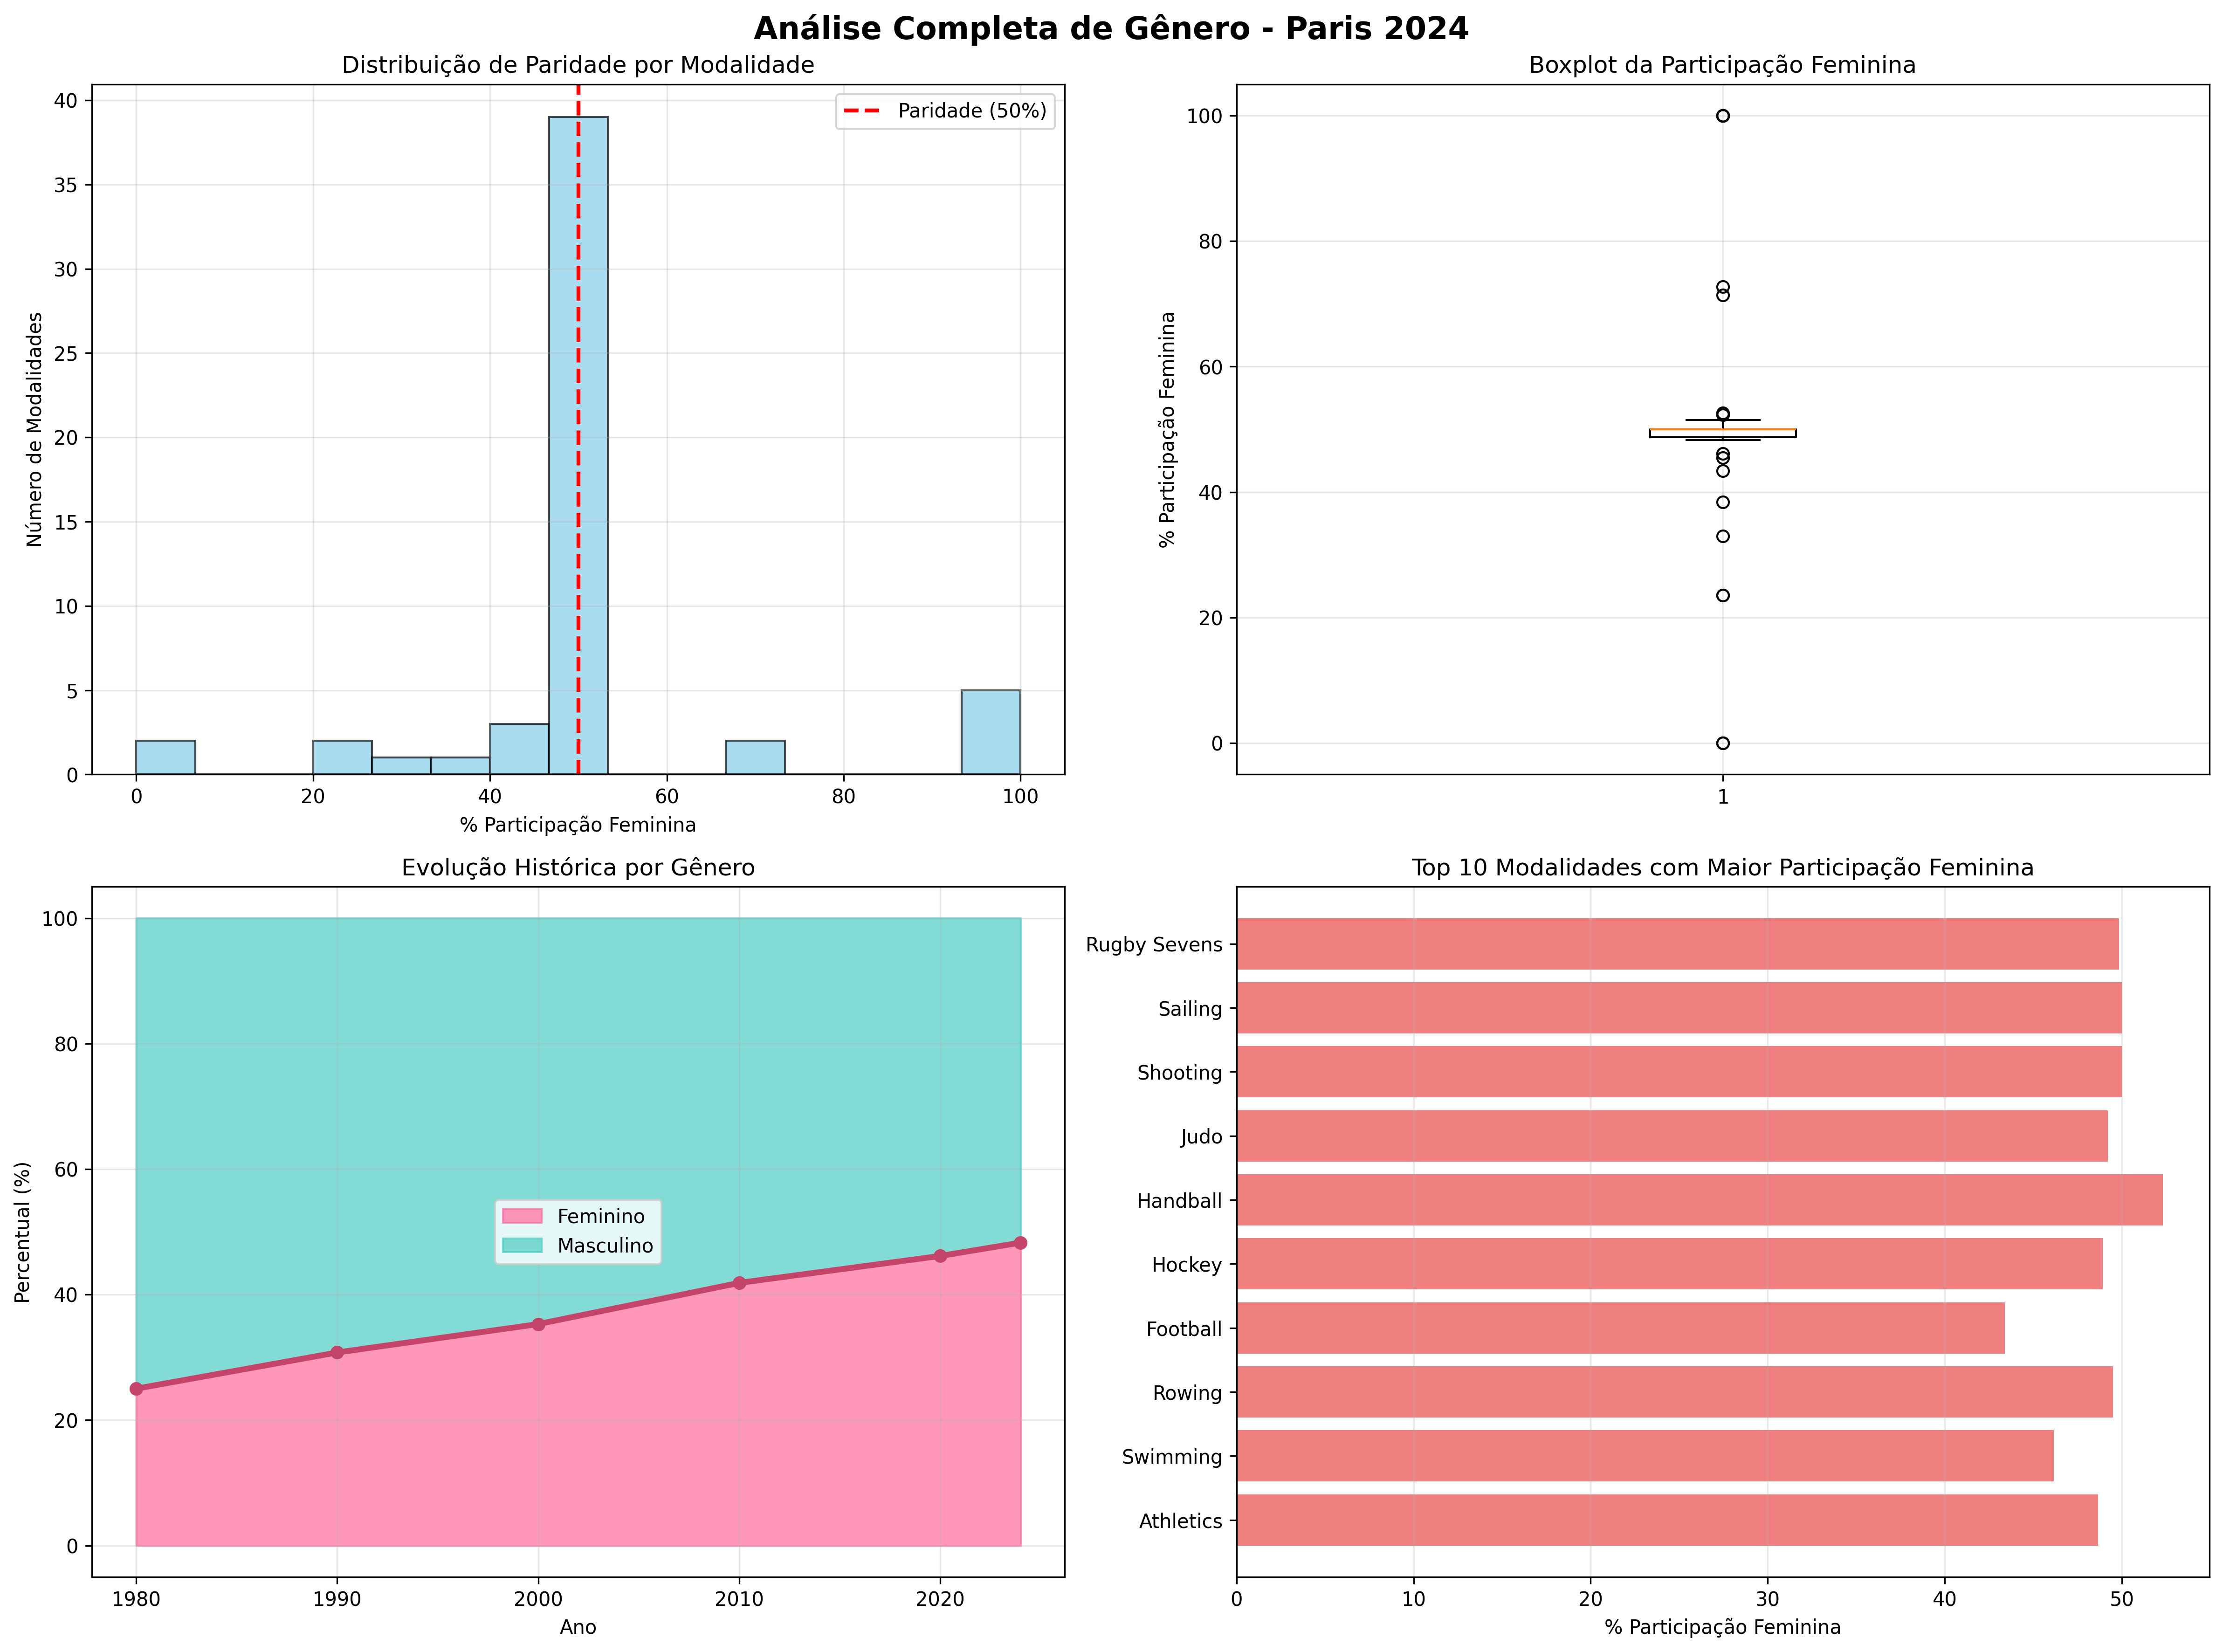 Análise Completa de Gênero - Paris 2024
Distribuição de Paridade por Modalidade
Paridade (50%)
Número de Modalidades
40
35
30
25
20
15
10
5
0
0 20 40 60 80 100
% Participação Feminina
Boxplot da Participação Feminina
% Participação Feminina
100
80
60
40
20
0
1
Evolução Histórica por Gênero
Percentual (%)
100
80
60
40
20
0
Feminino
Masculino
1980 1990 2000 2010 2020
Ano
Top 10 Modalidades com Maior Participação Feminina
Rugby Sevens
Sailing
Shooting
Judo
Handball
Hockey
Football
Rowing
Swimming
Athletics
0 10 20 30 40 50
% Participação Feminina